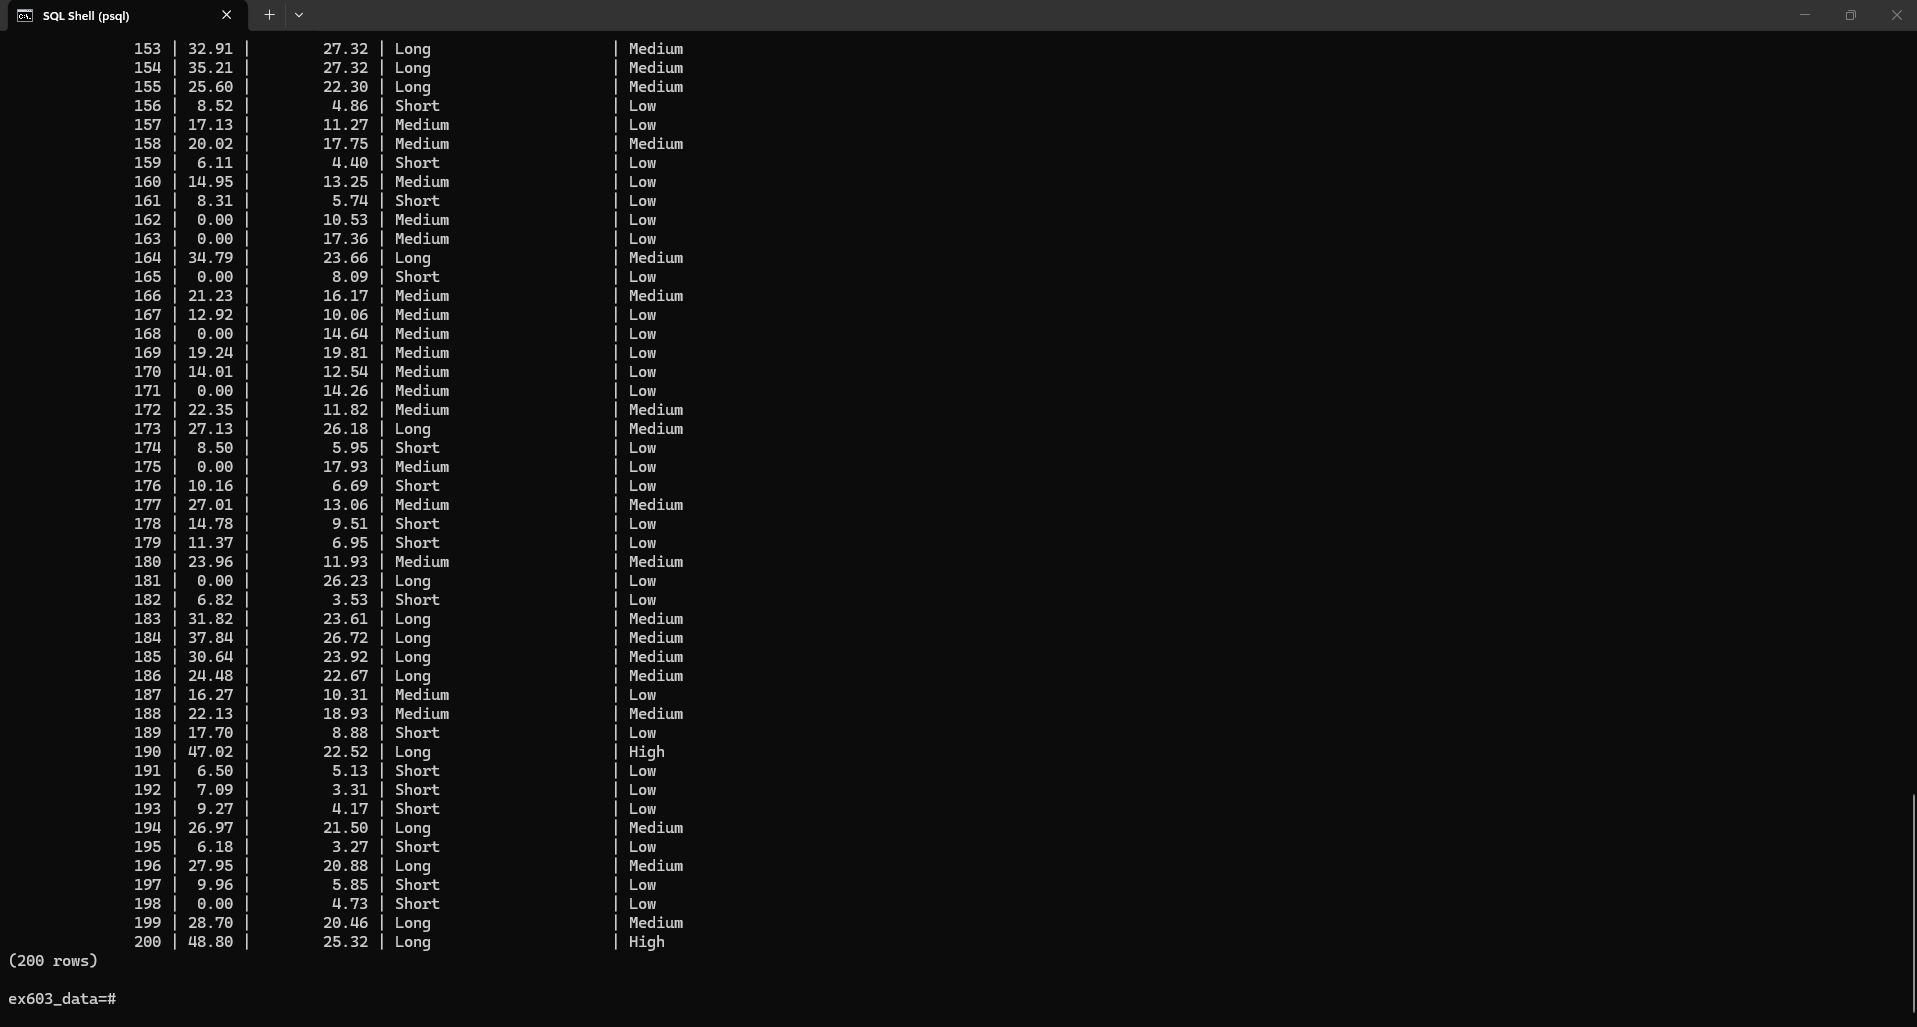 SQL Shell (psql)
153 | 32.91 | 27.32 | Long | Medium
154 | 35.21 | 27.32 | Long | Medium
155 | 25.60 | 22.30 | Long | Medium
156 | 8.52 | 4.86 | Short | Low
157 | 17.13 | 11.27 | Medium | Low
158 | 20.02 | 17.75 | Medium | Medium
159 | 6.11 | 4.40 | Short | Low
160 | 14.95 | 13.25 | Medium | Low
161 | 8.31 | 5.74 | Short | Low
162 | 0.00 | 10.53 | Medium | Low
163 | 0.00 | 17.36 | Medium | Low
164 | 34.79 | 23.66 | Long | Medium
165 | 0.00 | 8.09 | Short | Low
166 | 21.23 | 16.17 | Medium | Medium
167 | 12.92 | 10.06 | Medium | Low
168 | 0.00 | 14.64 | Medium | Low
169 | 19.24 | 19.81 | Medium | Low
170 | 14.01 | 12.54 | Medium | Low
171 | 0.00 | 14.26 | Medium | Low
172 | 22.35 | 11.82 | Medium | Medium
173 | 27.13 | 26.18 | Long | Medium
174 | 8.50 | 5.95 | Short | Low
175 | 0.00 | 17.93 | Medium | Low
176 | 10.16 | 6.69 | Short | Low
177 | 27.01 | 13.06 | Medium | Medium
178 | 14.78 | 9.51 | Short | Low
179 | 11.37 | 6.95 | Short | Low
180 | 23.96 | 11.93 | Medium | Medium
181 | 0.00 | 26.23 | Long | Low
182 | 6.82 | 3.53 | Short | Low
183 | 31.82 | 23.61 | Long | Medium
184 | 37.84 | 26.72 | Long | Medium
185 | 30.64 | 23.92 | Long | Medium
186 | 24.48 | 22.67 | Long | Medium
187 | 16.27 | 10.31 | Medium | Low
188 | 22.13 | 18.93 | Medium | Medium
189 | 17.70 | 8.88 | Short | Low
190 | 47.02 | 22.52 | Long | High
191 | 6.50 | 5.13 | Short | Low
192 | 7.09 | 3.31 | Short | Low
193 | 9.27 | 4.17 | Short | Low
194 | 26.97 | 21.50 | Long | Medium
195 | 6.18 | 3.27 | Short | Low
196 | 27.95 | 20.88 | Long | Medium
197 | 9.96 | 5.85 | Short | Low
198 | 0.00 | 4.73 | Short | Low
199 | 28.70 | 20.46 | Long | Medium
200 | 48.80 | 25.32 | Long | High
(200 rows)
ex603_data=#